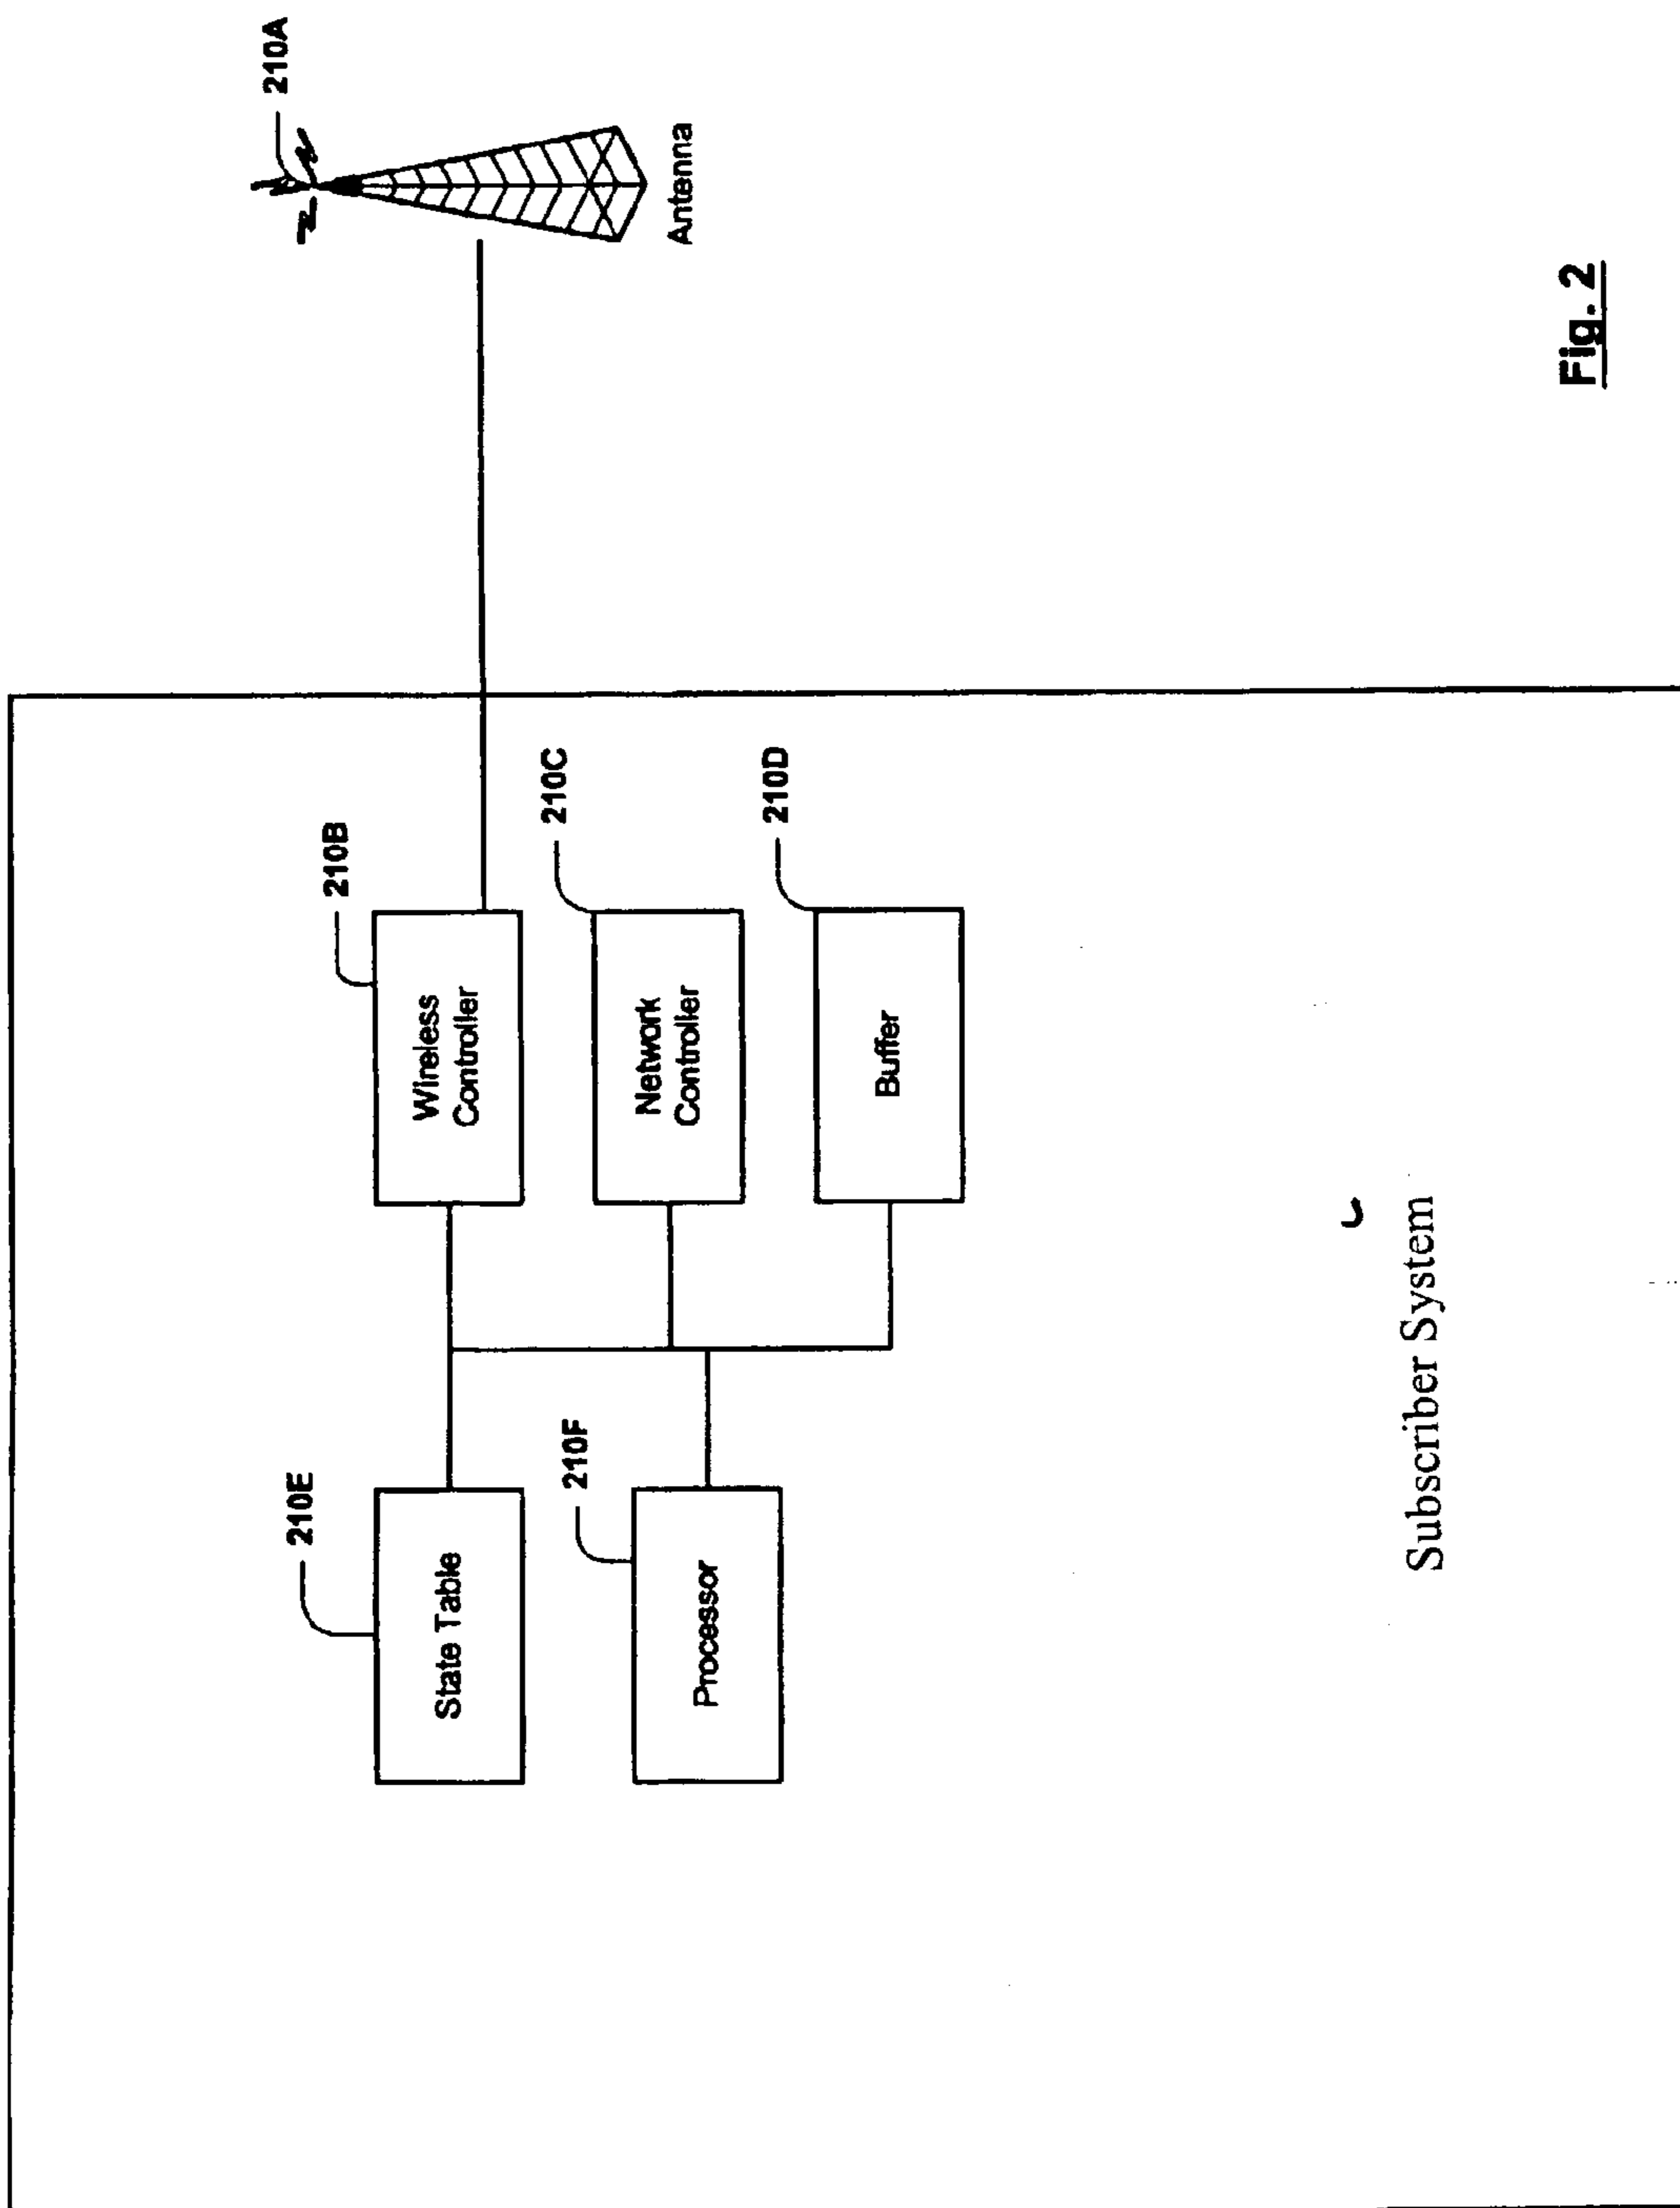 210A
Antenna
210B
Wireless
Controller
210C
Network
Controller
210D
Buffer
210E
State Table
210F
Processor
Subscriber System
Fig. 2